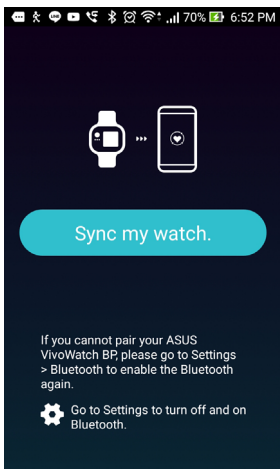 70% 6:52 PM
Sync my watch.
If you cannot pair your ASUS
VivoWatch BP, please go to Settings
> Bluetooth to enable the Bluetooth
again.
Go to Settings to turn off and on
Bluetooth.